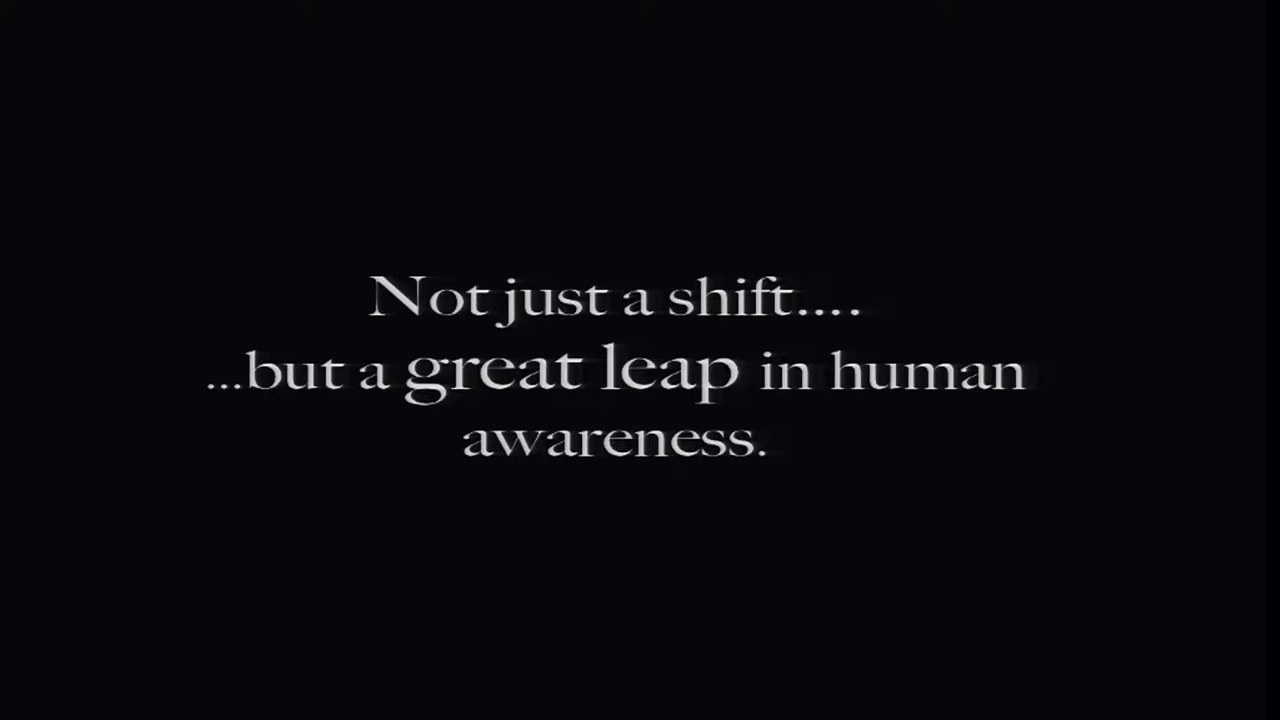 Not just a shift....
...but a great leap in human
awareness.